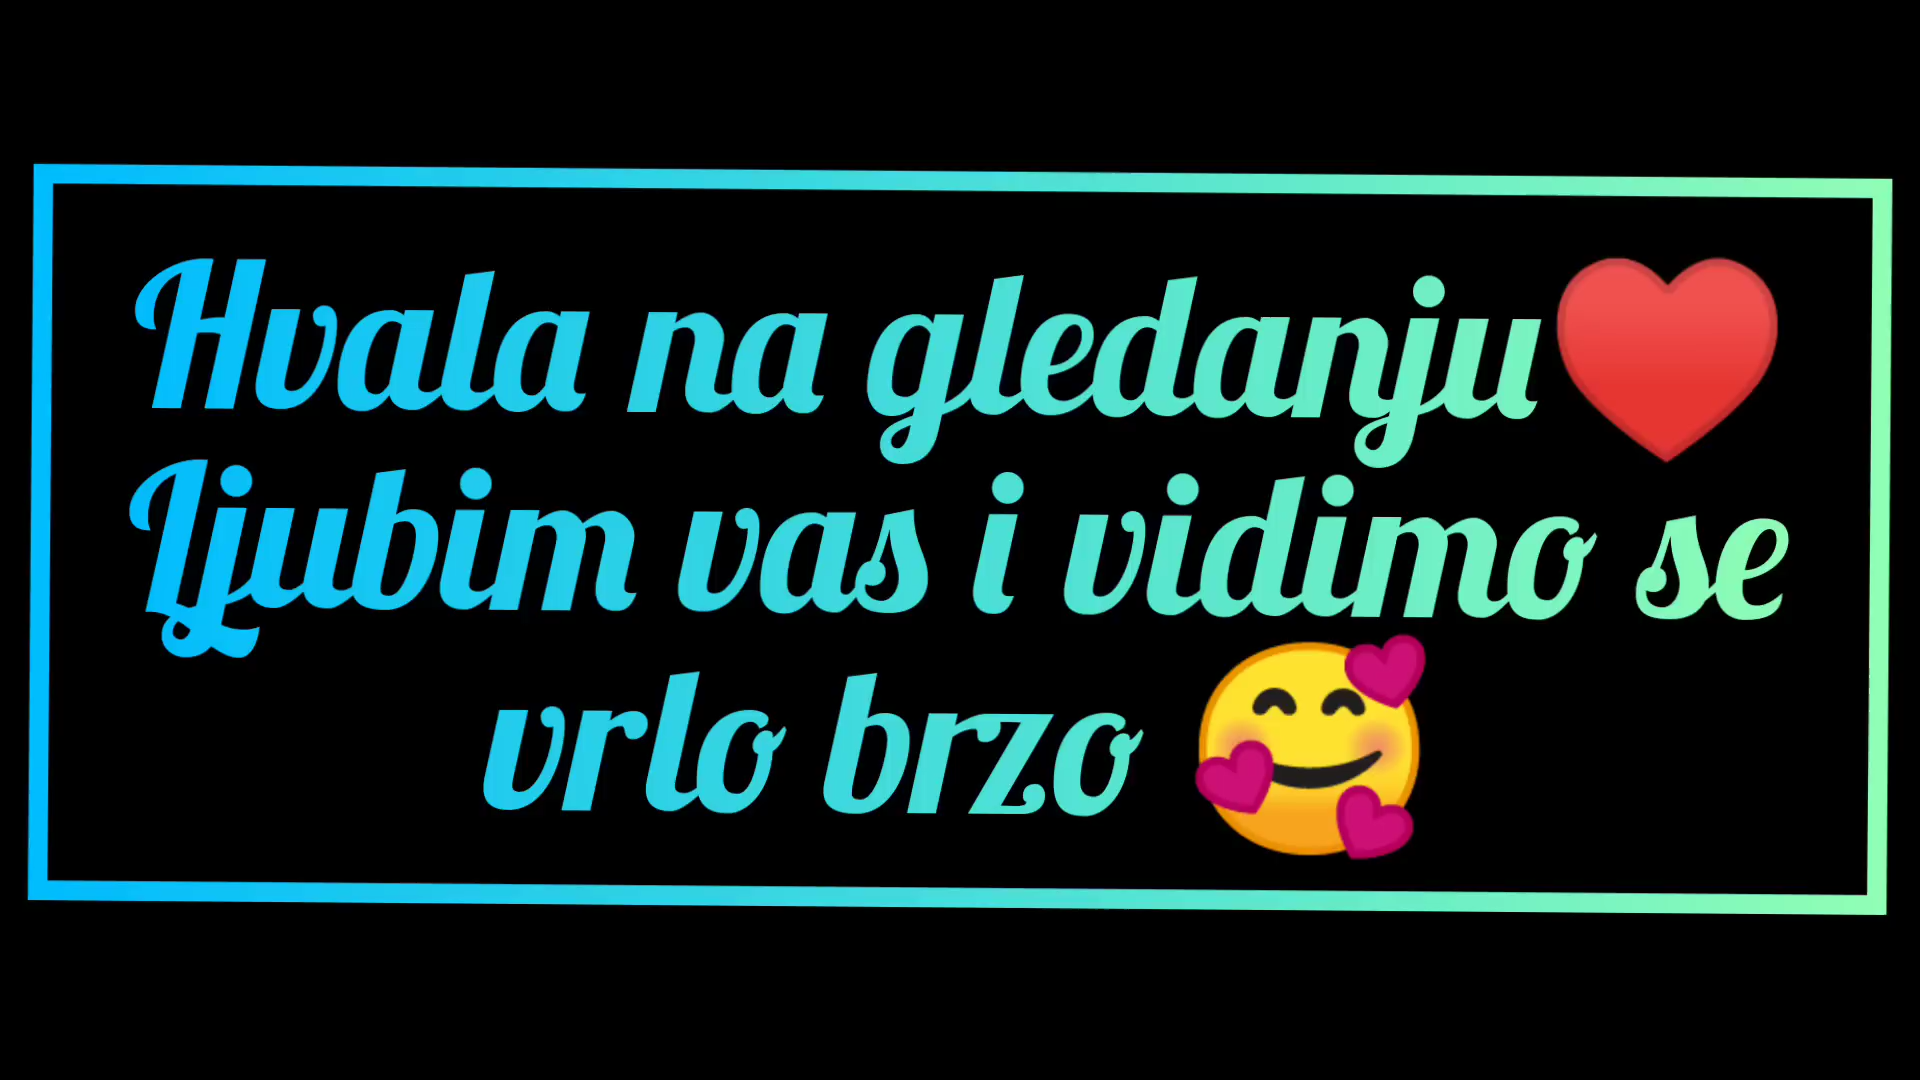 Hvala na gledanju♥️
Ljubim vas i vidimo se
vrlo brzo 🥰